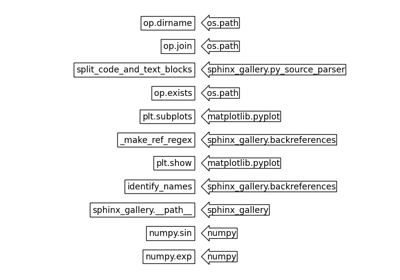 op.dirname os.path
op.join os.path
split_code_and_text_blocks sphinx_gallery.py_source_parser
op.exists os.path
plt.subplots matplotlib.pyplot
_make_ref_regex sphinx_gallery.backreferences
plt.show matplotlib.pyplot
identify_names sphinx_gallery.backreferences
sphinx_gallery.__path__ sphinx_gallery
numpy.sin numpy
numpy.exp numpy